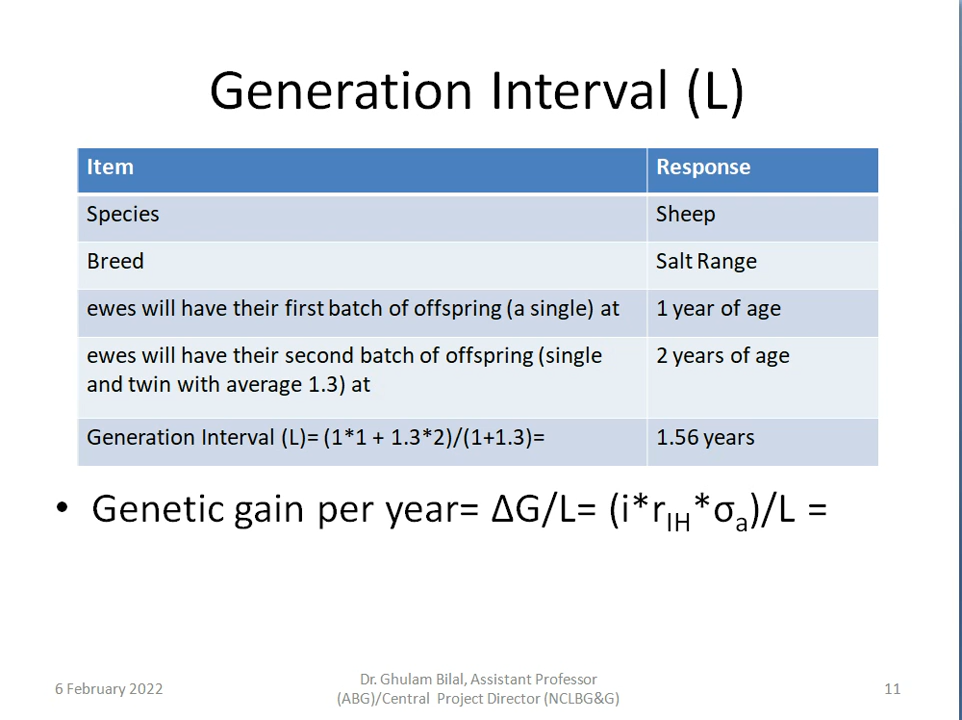 Generation Interval (L)
Item Response
Species Sheep
Breed Salt Range
ewes will have their first batch of offspring (a single) at 1 year of age
ewes will have their second batch of offspring (single 2 years of age
and twin with average 1.3) at
Generation Interval (L)= (1*1 + 1.3*2)/(1+1.3)= 1.56 years
• Genetic gain per year= ΔG/L= (i*rIH*σa)/L =
6 February 2022
Dr. Ghulam Bilal, Assistant Professor
(ABG)/Central Project Director (NCLBG&G)
11